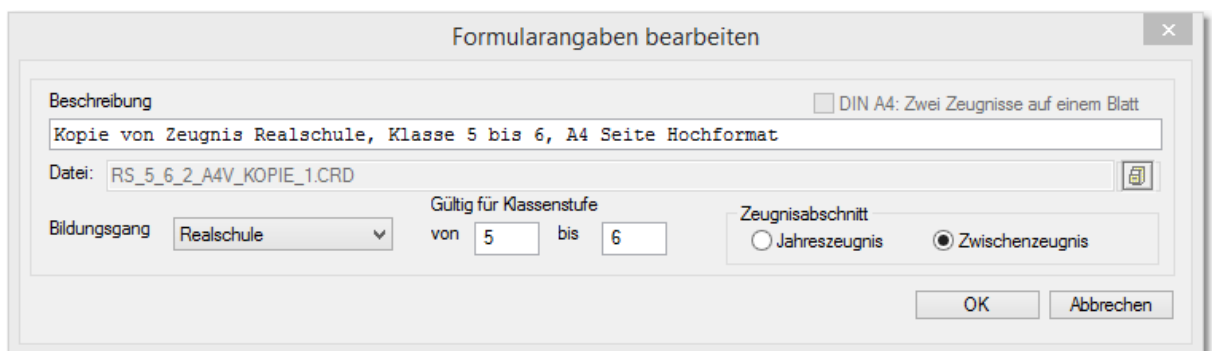 Formularangaben bearbeiten
Beschreibung
DIN A4: Zwei Zeugnisse auf einem Blatt
Kopie von Zeugnis Realschule, Klasse 5 bis 6, A4 Seite Hochformat
Datei: RS_5_6_2_A4V_KOPIE_1.CRD
Gültig für Klassenstufe
Zeugnisabschnitt
Bildungsgang Realschule von 5 bis 6 Jahreszeugnis Zwischenzeugnis
OK Abbrechen